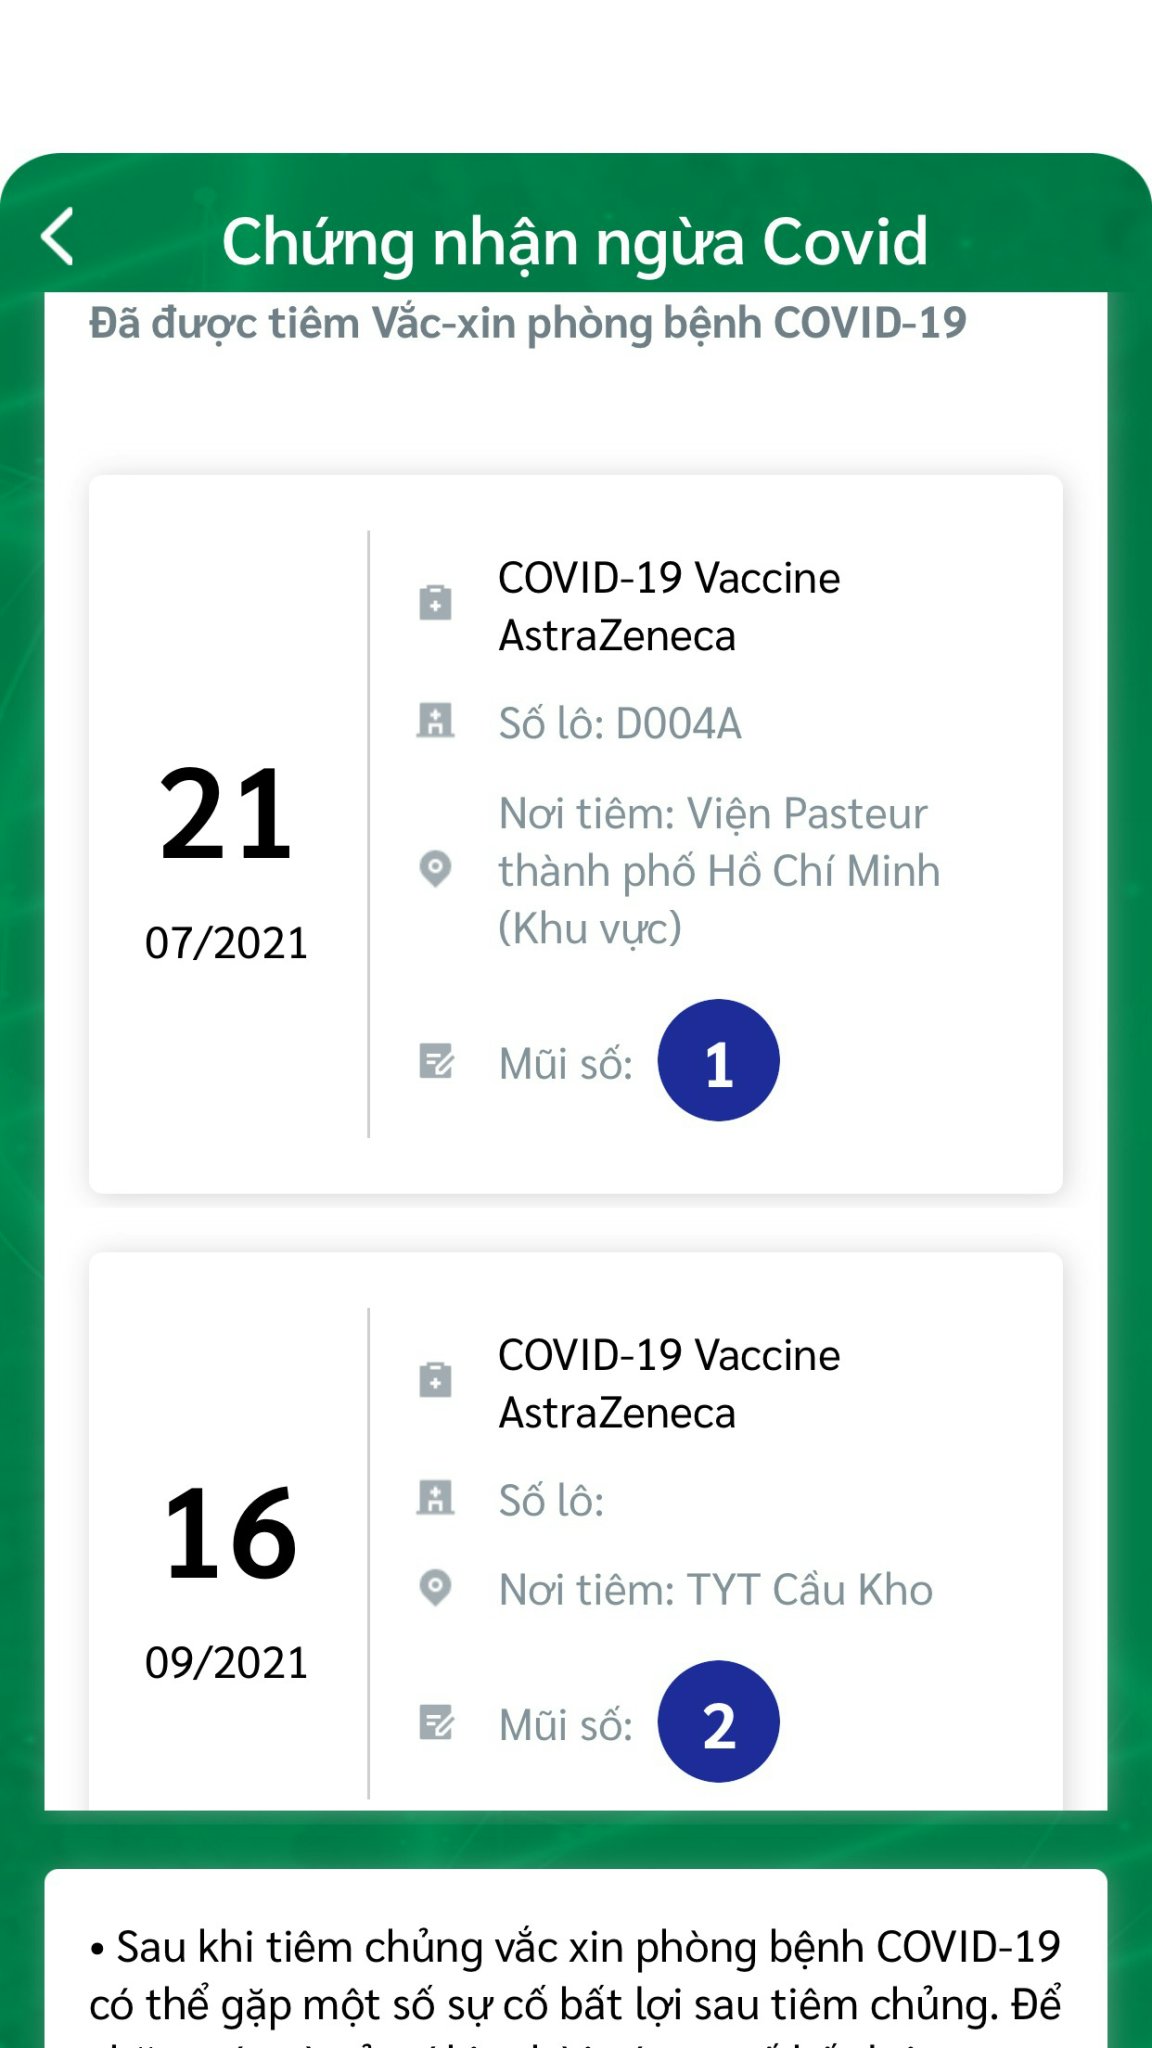 Chứng nhận ngừa Covid
Đã được tiêm Vắc-xin phòng bệnh COVID-19
21
07/2021
COVID-19 Vaccine
AstraZeneca
Số lô: D004A
Nơi tiêm: Viện Pasteur
thành phố Hồ Chí Minh
(Khu vực)
Mũi số: 1
16
09/2021
COVID-19 Vaccine
AstraZeneca
Số lô:
Nơi tiêm: TYT Cầu Kho
Mũi số: 2
• Sau khi tiêm chủng vắc xin phòng bệnh COVID-19
có thể gặp một số sự cố bất lợi sau tiêm chủng. Để